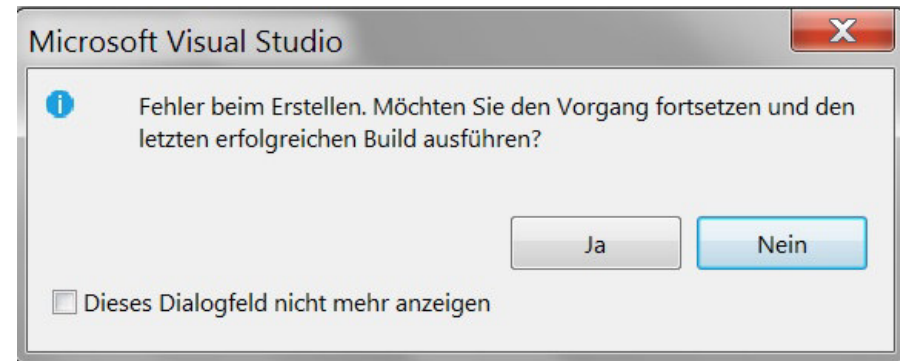 Microsoft Visual Studio
Fehler beim Erstellen. Möchten Sie den Vorgang fortsetzen und den
letzten erfolgreichen Build ausführen?
Ja
Nein
Dieses Dialogfeld nicht mehr anzeigen